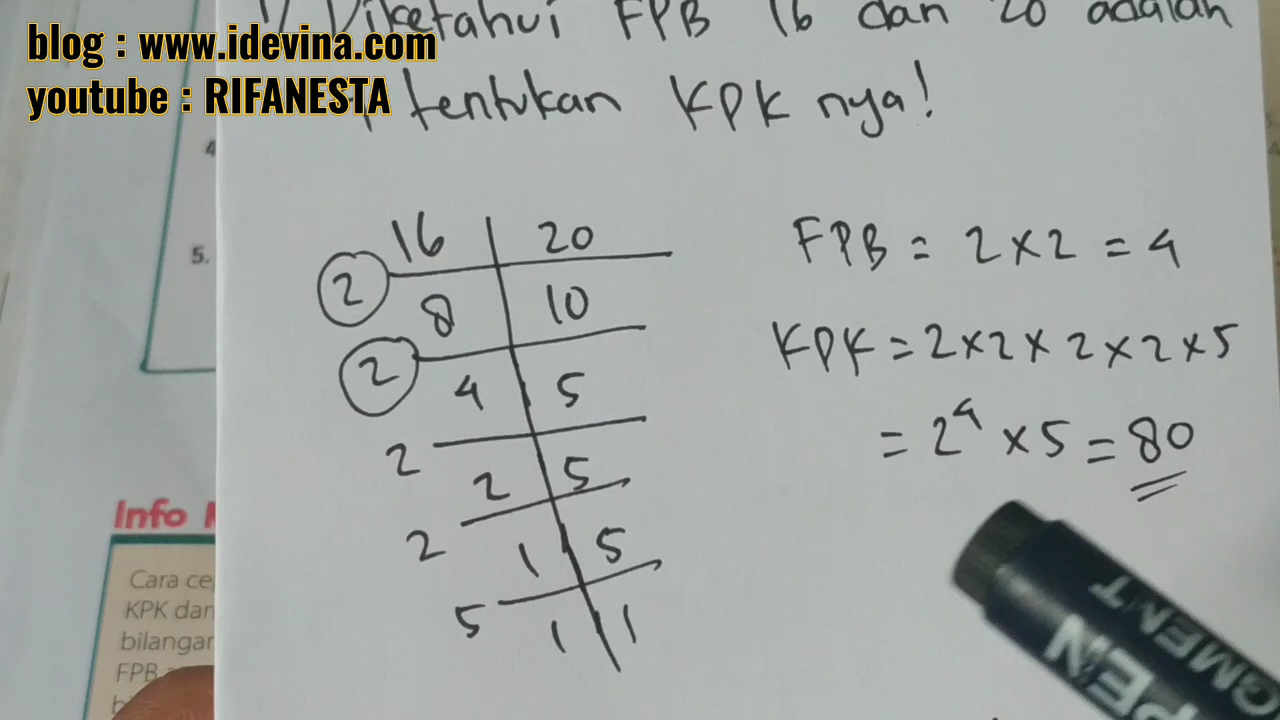 blog : www.idevina.com
youtube : RIFANESTA
1) Diketahui FPB 16 dan 20 adalah
tentukan KPK nya!
4
5.
16 20
2
8 10
2
4 5
2
2 5
2
1 5
5
1 1
FPB = 2 × 2 = 4
KPK = 2 × 2 × 2 × 2 × 5
= 2⁴ × 5 = 80
Info
Cara
KPK dan
bilangan
FPB
PEN